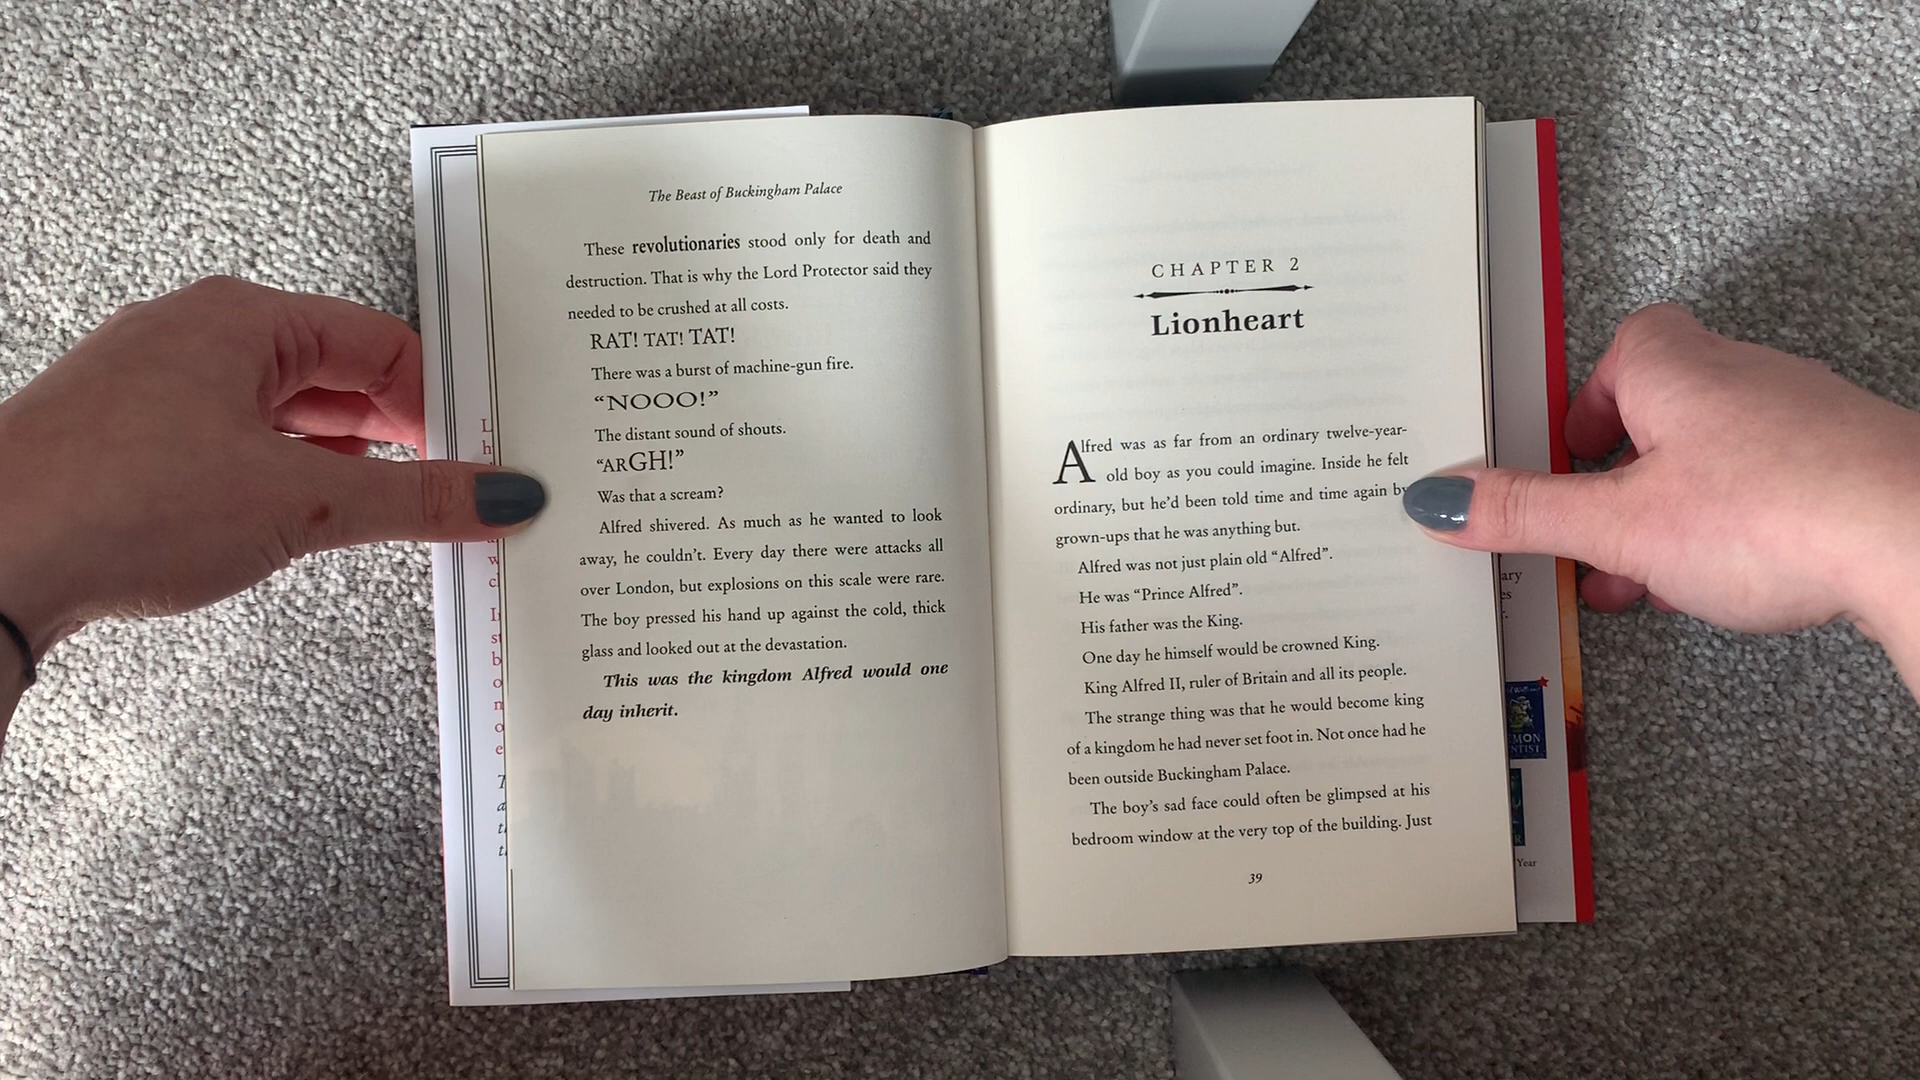 The Beast of Buckingham Palace
These revolutionaries stood only for death and
destruction. That is why the Lord Protector said they
needed to be crushed at all costs.
RAT! TAT! TAT!
There was a burst of machine-gun fire.
“NOOO!”
The distant sound of shouts.
“ARGH!”
Was that a scream?
Alfred shivered. As much as he wanted to look
away, he couldn’t. Every day there were attacks all
over London, but explosions on this scale were rare.
The boy pressed his hand up against the cold, thick
glass and looked out at the devastation.
This was the kingdom Alfred would one
day inherit.
CHAPTER 2
Lionheart
Alfred was as far from an ordinary twelve-year-
old boy as you could imagine. Inside he felt
ordinary, but he’d been told time and time again by
grown-ups that he was anything but.
Alfred was not just plain old “Alfred”.
He was “Prince Alfred”.
His father was the King.
One day he himself would be crowned King.
King Alfred II, ruler of Britain and all its people.
The strange thing was that he would become king
of a kingdom he had never set foot in. Not once had he
been outside Buckingham Palace.
The boy’s sad face could often be glimpsed at his
bedroom window at the very top of the building. Just
39
Year